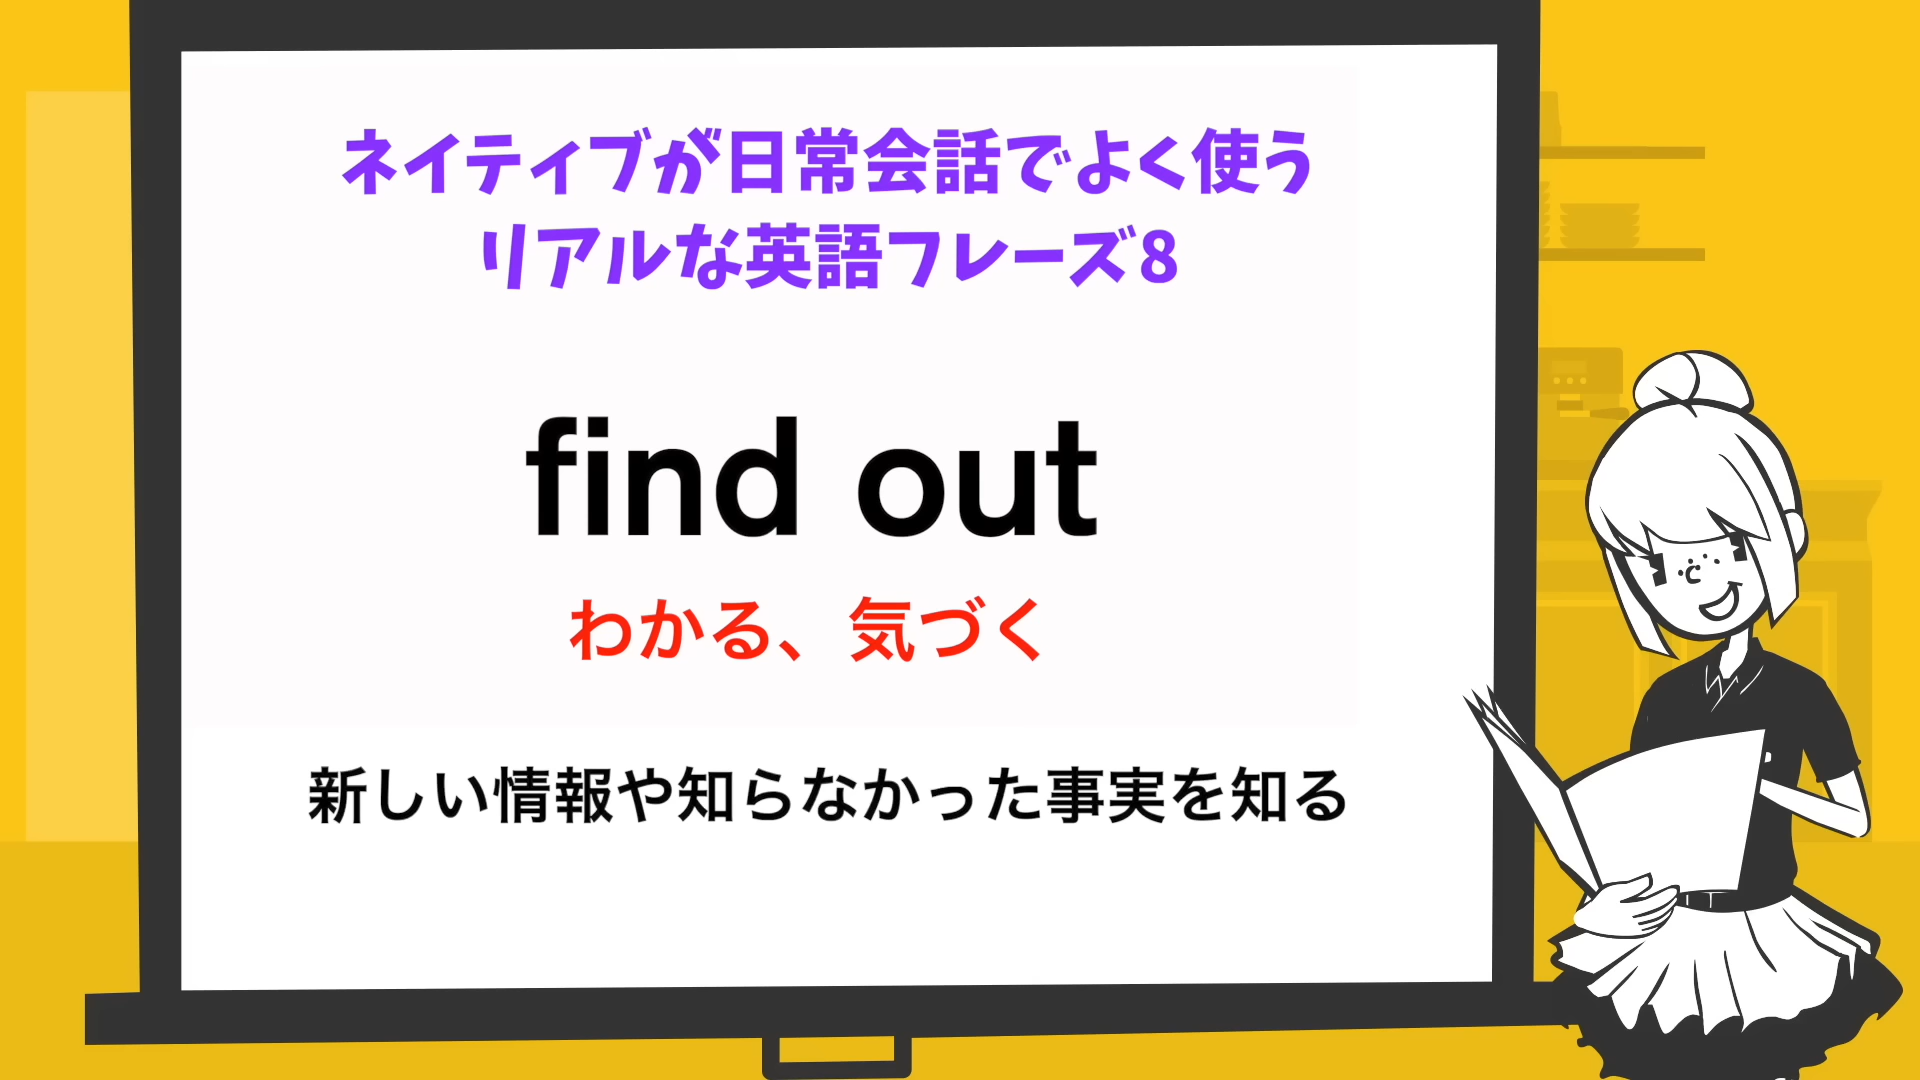 ネイティブが日常会話でよく使う
リアルな英語フレーズ8
find out
わかる、気づく
新しい情報や知らなかった事実を知る